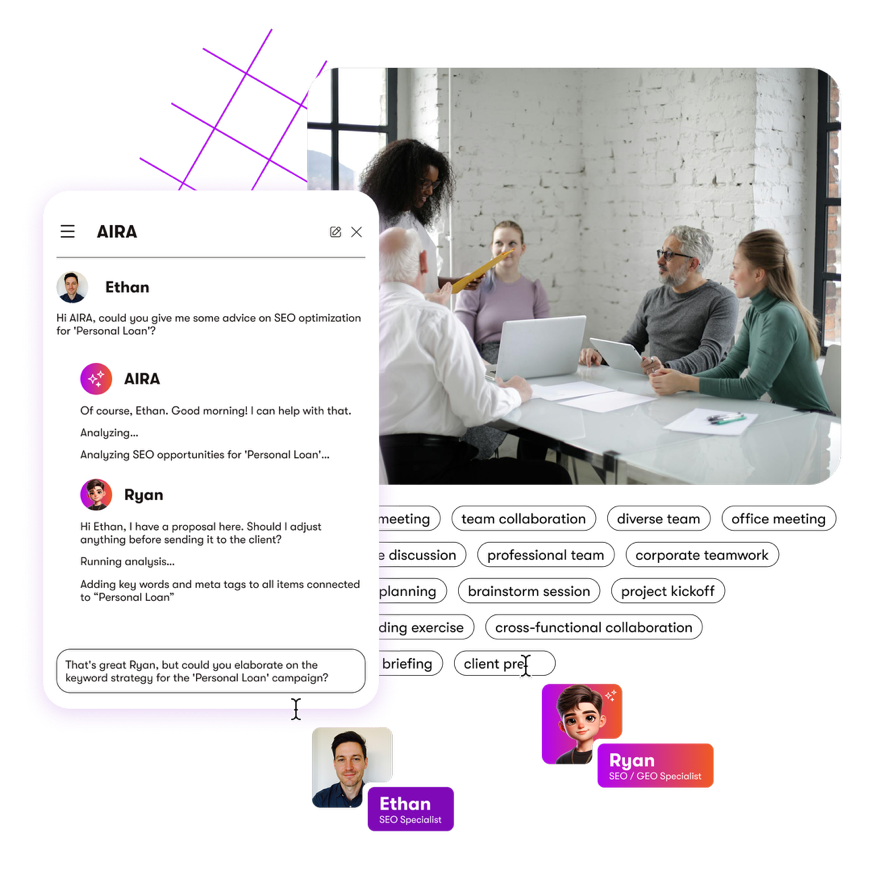 AIRA
Ethan
Hi AIRA, could you give me some advice on SEO optimization
for 'Personal Loan'?
AIRA
Of course, Ethan. Good morning! I can help with that.
Analyzing...
Analyzing SEO opportunities for 'Personal Loan'...
Ryan
Hi Ethan, I have a proposal here. Should I adjust
anything before sending it to the client?
Running analysis...
Adding key words and meta tags to all items connected
to “Personal Loan”
That's great Ryan, but could you elaborate on the
keyword strategy for the 'Personal Loan' campaign?
meeting team collaboration diverse team office meeting
discussion professional team corporate teamwork
planning brainstorm session project kickoff
exercise cross-functional collaboration
briefing client pre
Ethan
SEO Specialist
Ryan
SEO / GEO Specialist